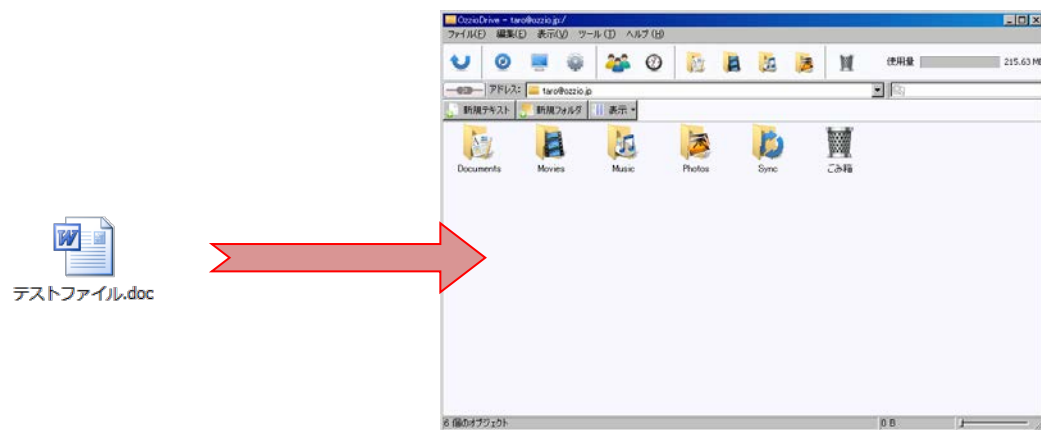 OzzioDrive - taro@ozzio.jp:/
ファイル(F) 編集(E) 表示(V) ツール(T) ヘルプ(H)
使用量 215.63 MB
アドレス: taro@ozzio.jp
新規テキスト 新規フォルダ 表示
Documents Movies Music Photos Sync ごみ箱
テストファイル.doc
6 個のオブジェクト 0 B